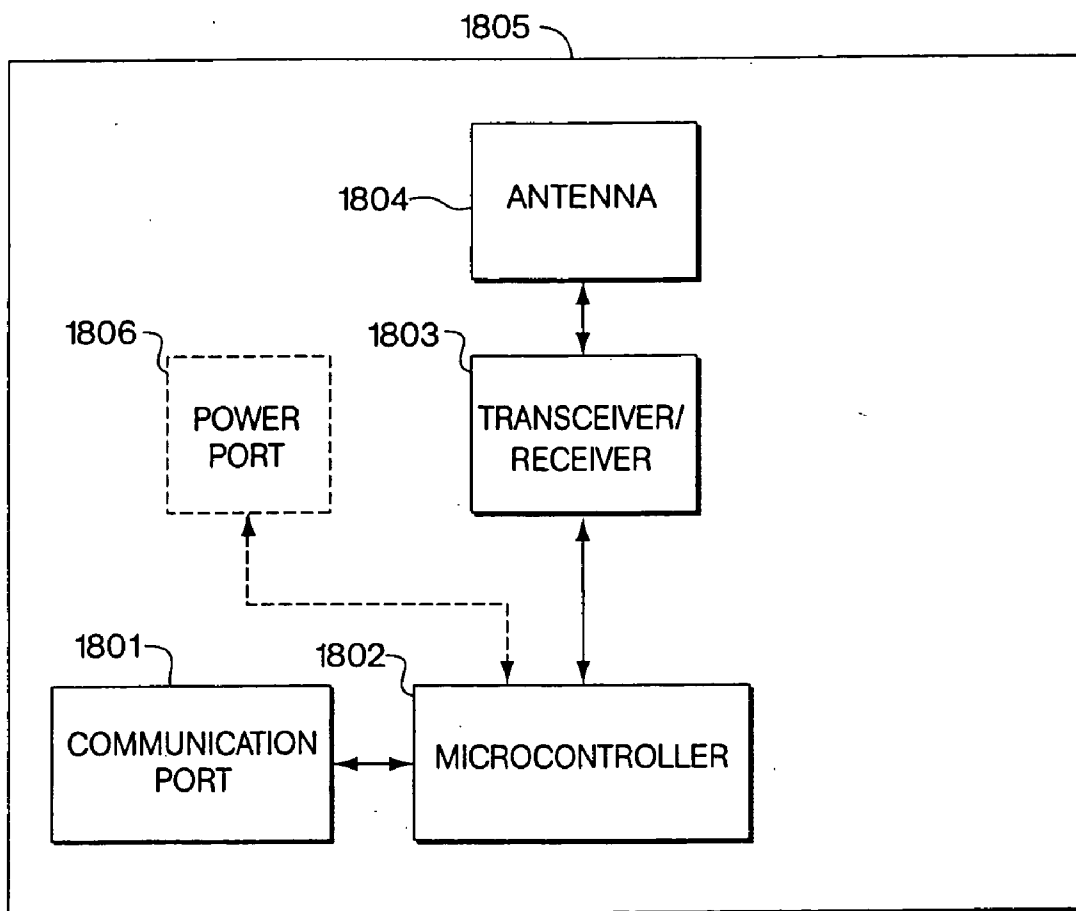 1805
1804
ANTENNA
1806
1803
POWER
PORT
TRANSCEIVER/
RECEIVER
1801
1802
COMMUNICATION
PORT
MICROCONTROLLER